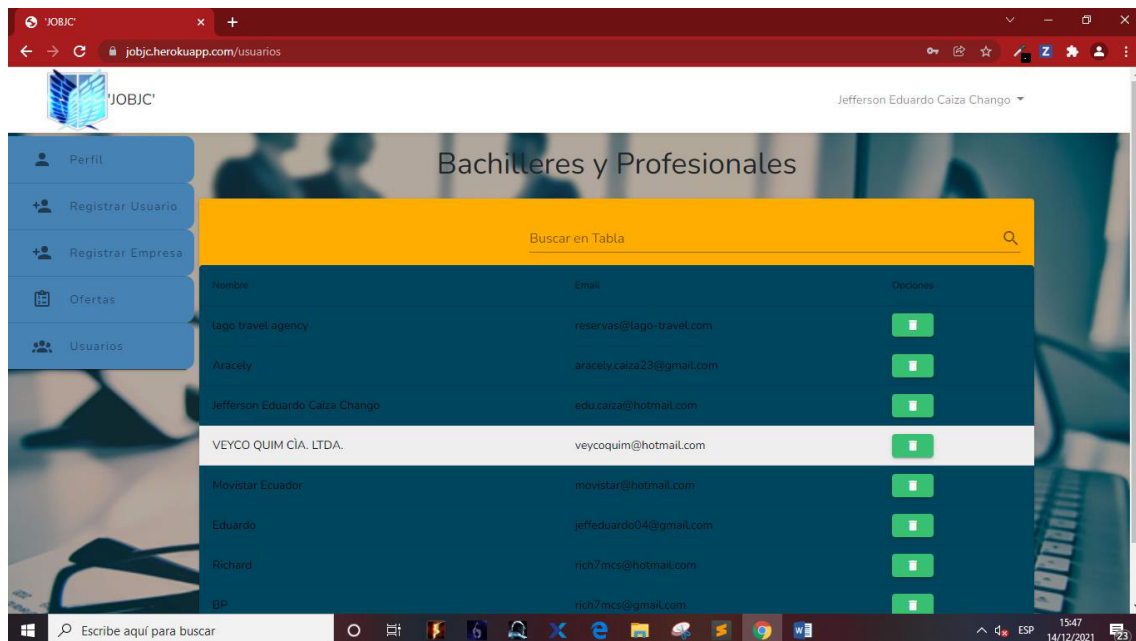 'JOBJC'
jobjc.herokuapp.com/usuarios
'JOBJC'
Jefferson Eduardo Caiza Chango
Perfil
Registrar Usuario
Registrar Empresa
Ofertas
Usuarios
Bachilleres y Profesionales
Buscar en Tabla
Nombre Email Opciones
lago travel agency reservas@lago-travel.com
Aracely aracely.caiza23@gmail.com
Jefferson Eduardo Caiza Chango edu.caiza@hotmail.com
VEYCO QUIM CÌA. LTDA. veycoquim@hotmail.com
Movistar Ecuador movistar@hotmail.com
Eduardo jeffeduardo04@gmail.com
Richard rich7mcs@hotmail.com
BP rich7mcs@gmail.com
Escribe aquí para buscar
ESP
15:47
14/12/2021
23